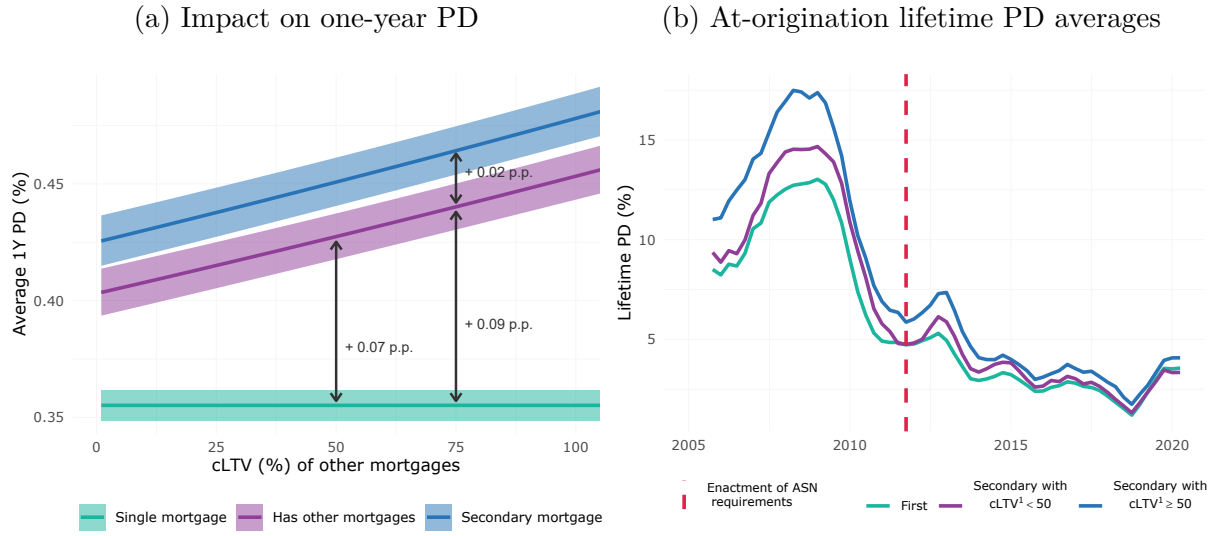 (a) Impact on one-year PD
Average 1Y PD (%)
0.45
0.40
0.35
+ 0.02 p.p.
+ 0.09 p.p.
+ 0.07 p.p.
0
25
50
75
100
cLTV (%) of other mortgages
Single mortgage
Has other mortgages
Secondary mortgage
(b) At-origination lifetime PD averages
Lifetime PD (%)
15
10
5
2005
2010
2015
2020
Enactment of ASN
requirements
First
Secondary with
cLTV¹ < 50
Secondary with
cLTV¹ ≥ 50